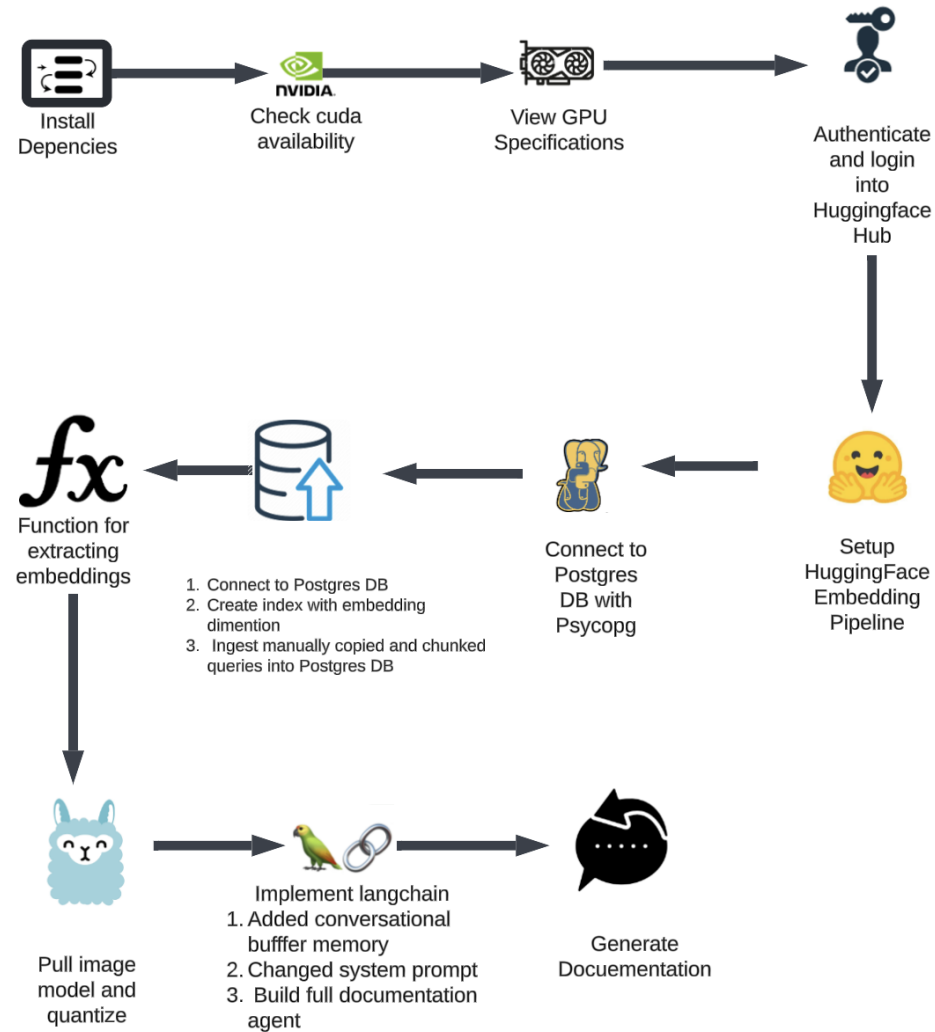 NVIDIA.
Install
Depencies
Check cuda
availability
View GPU
Specifications
Authenticate
and login
into
Huggingface
Hub
fx
Function for
extracting
embeddings
1. Connect to Postgres DB
2. Create index with embedding
dimention
3. Ingest manually copied and chunked
queries into Postgres DB
Connect to
Postgres
DB with
Psycopg
Setup
HuggingFace
Embedding
Pipeline
Pull image
model and
quantize
Implement langchain
1. Added conversational
bufffer memory
2. Changed system prompt
3. Build full documentation
agent
Generate
Docuementation